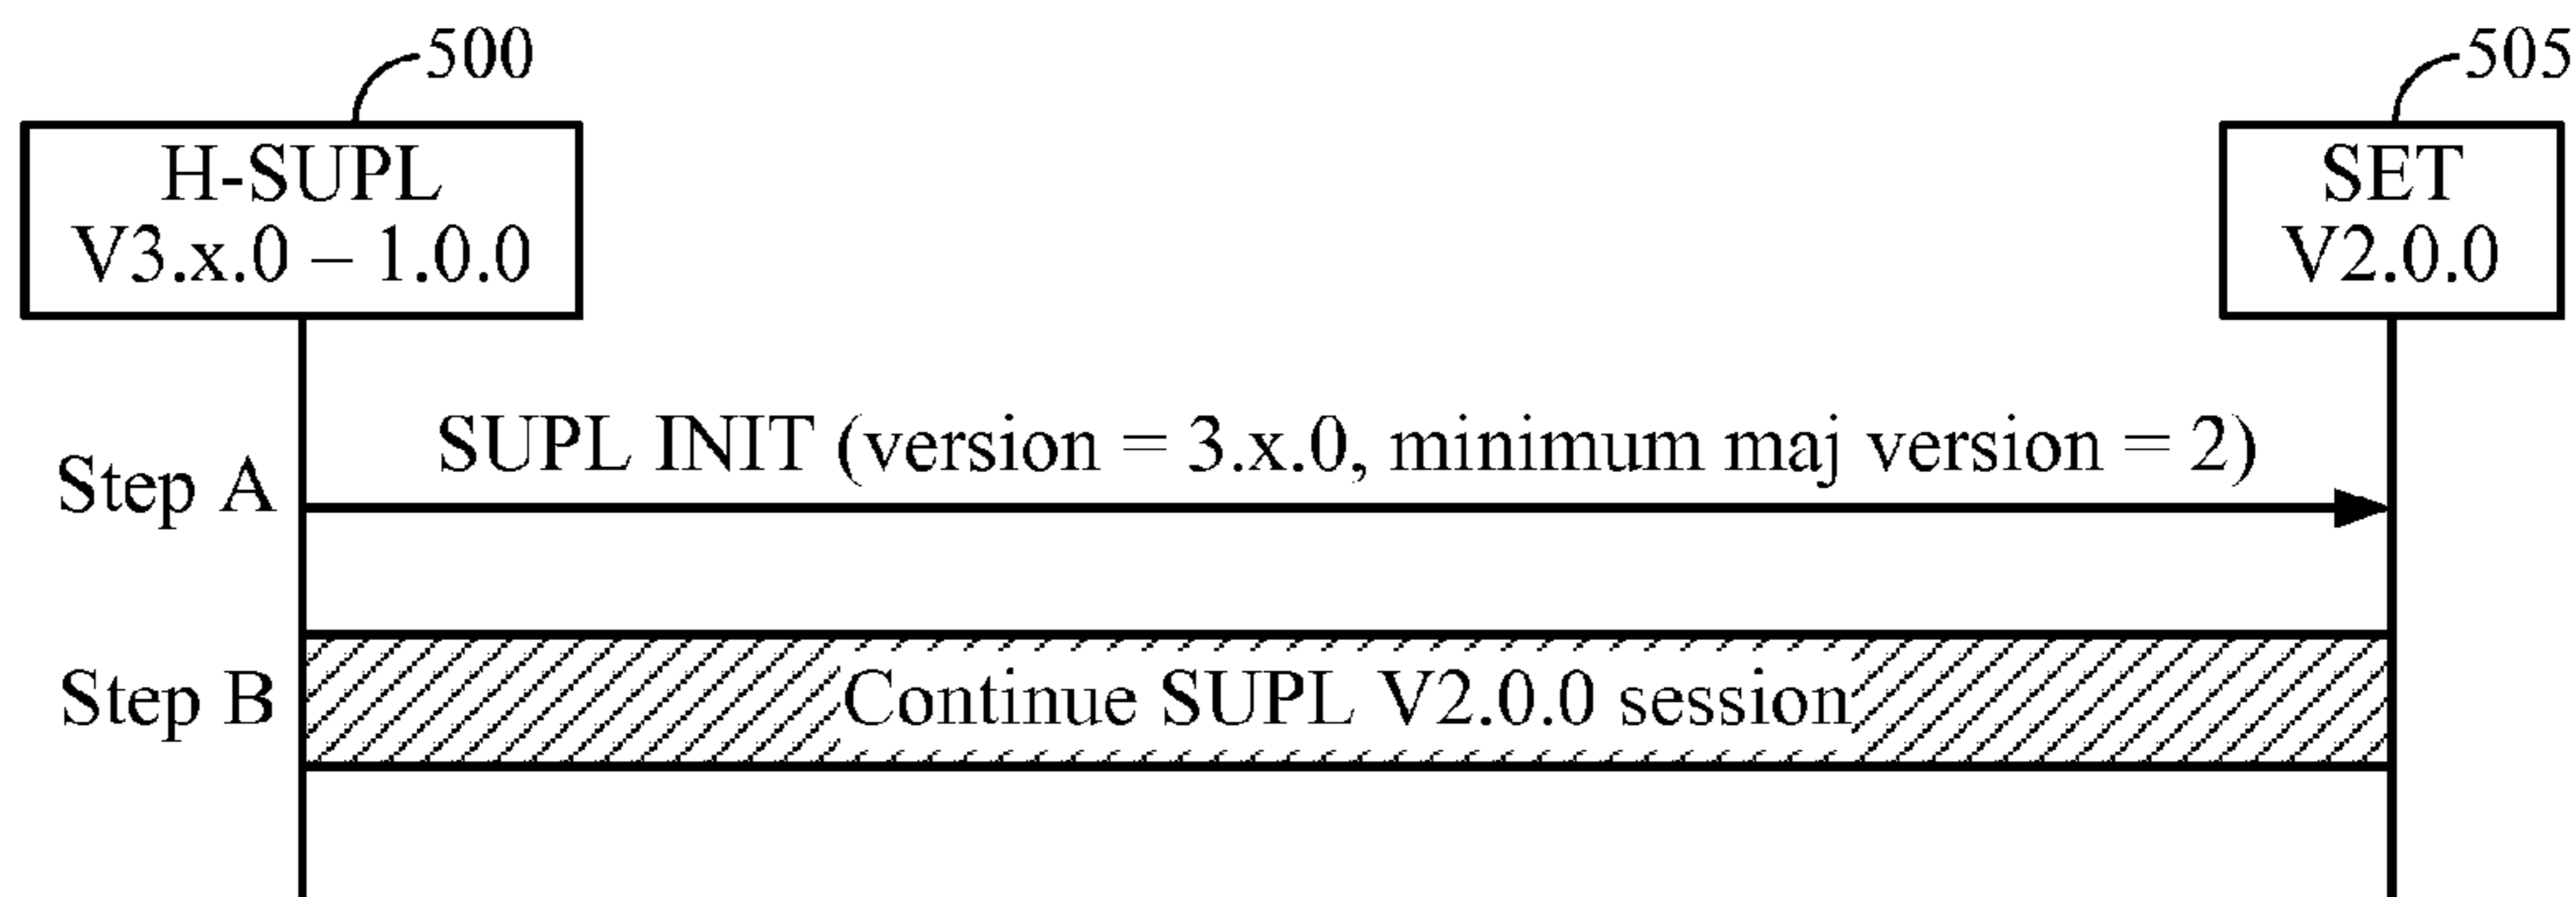 500
505
H-SUPL
V3.x.0 – 1.0.0
SET
V2.0.0
SUPL INIT (version = 3.x.0, minimum maj version = 2)
Step A
Step B
Continue SUPL V2.0.0 session